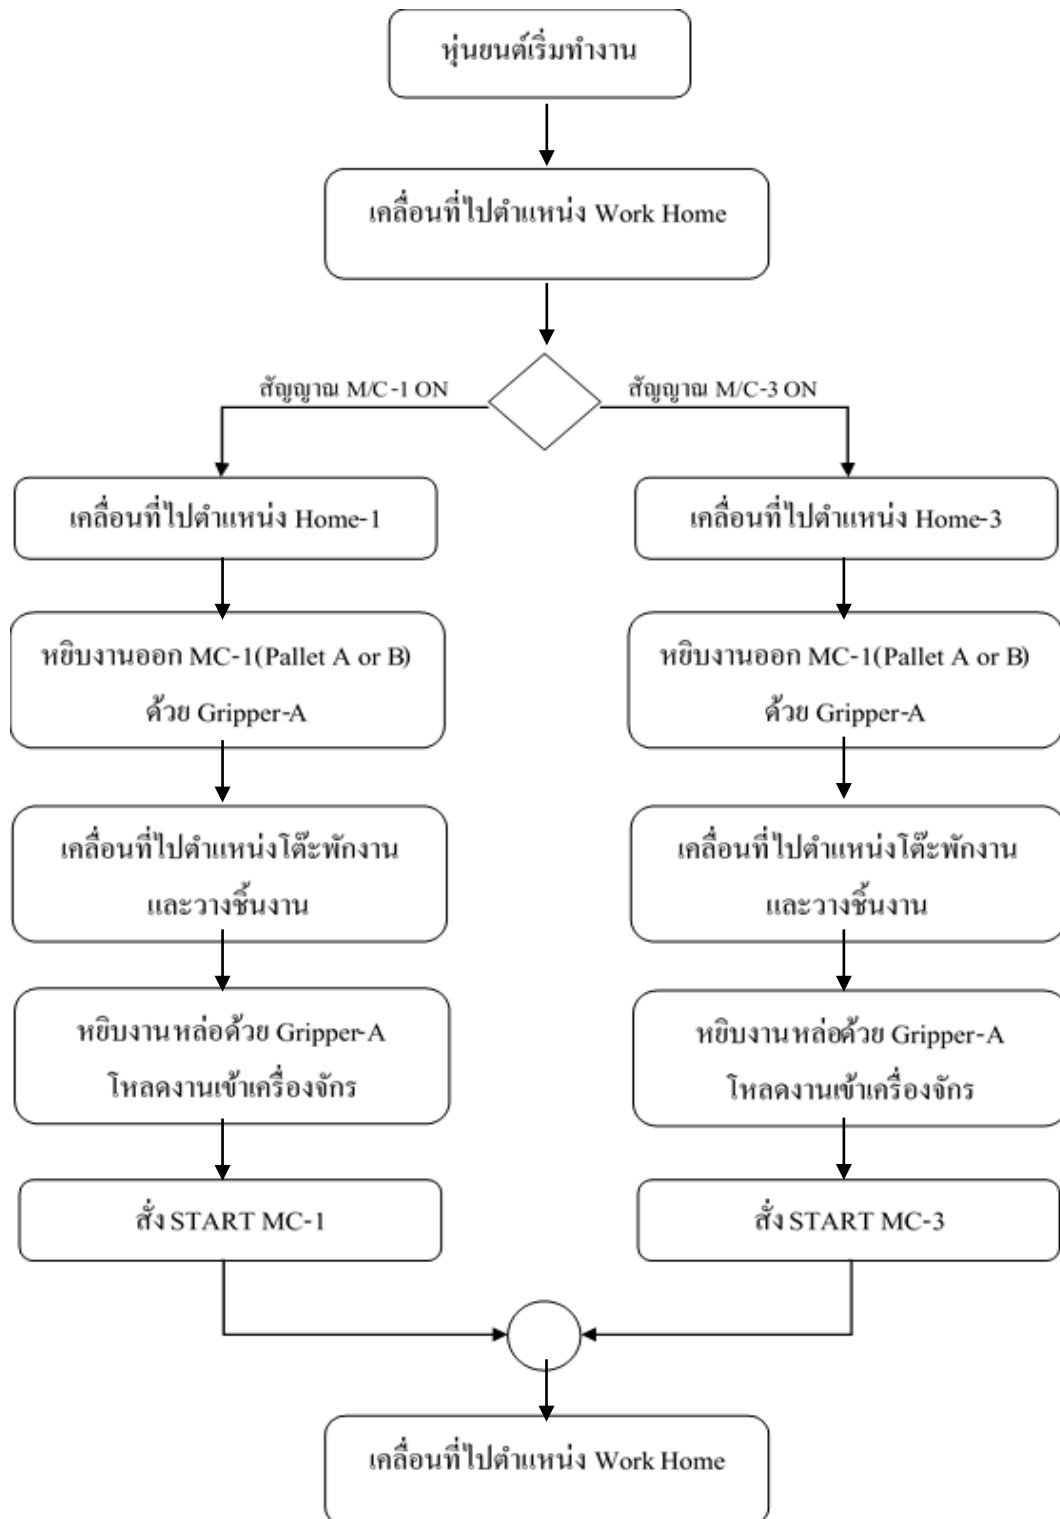 หุ่นยนต์เริ่มทำงาน
เคลื่อนที่ไปตำแหน่ง Work Home
สัญญาณ M/C-1 ON
สัญญาณ M/C-3 ON
เคลื่อนที่ไปตำแหน่ง Home-1
เคลื่อนที่ไปตำแหน่ง Home-3
หยิบงานออก MC-1(Pallet A or B)
ด้วย Gripper-A
หยิบงานออก MC-1(Pallet A or B)
ด้วย Gripper-A
เคลื่อนที่ไปตำแหน่งโต๊ะพักงาน
และวางชิ้นงาน
เคลื่อนที่ไปตำแหน่งโต๊ะพักงาน
และวางชิ้นงาน
หยิบงานหล่อด้วย Gripper-A
โหลดงานเข้าเครื่องจักร
หยิบงานหล่อด้วย Gripper-A
โหลดงานเข้าเครื่องจักร
สั่ง START MC-1
สั่ง START MC-3
เคลื่อนที่ไปตำแหน่ง Work Home